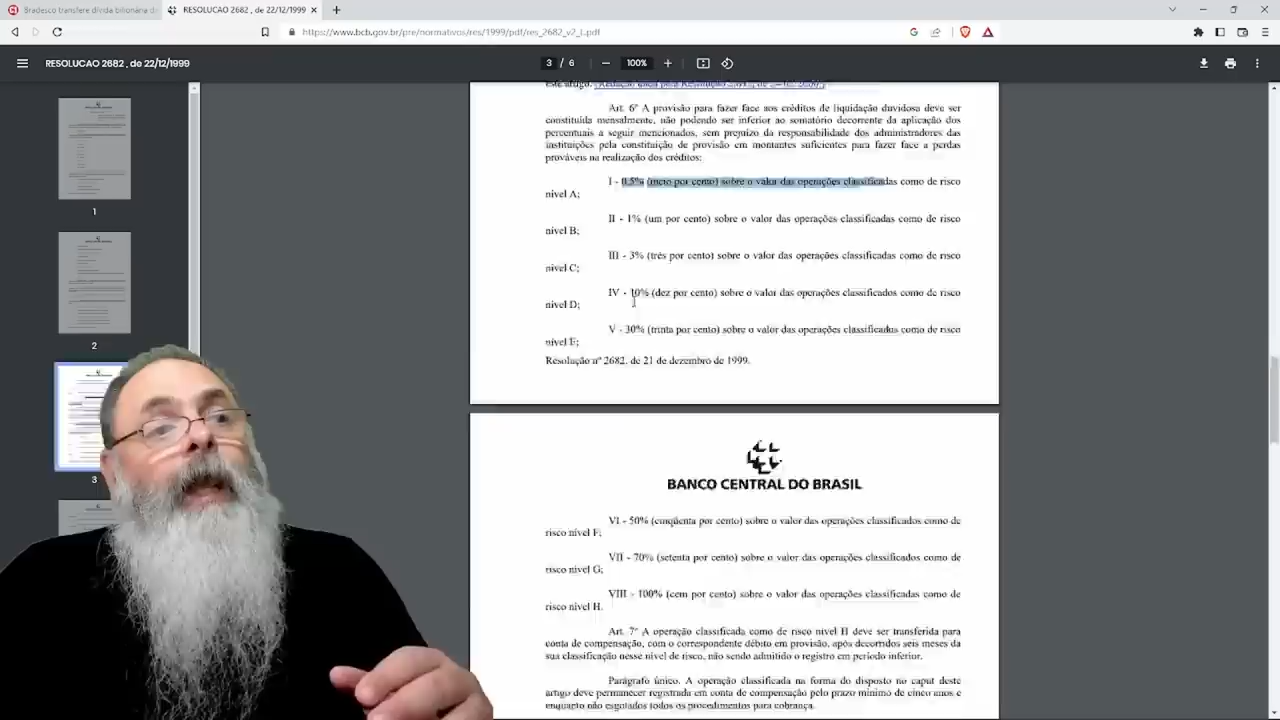 Bradesco transfere dívida bilionária d
RESOLUCAO 2682 , de 22/12/1999
https://www.bcb.gov.br/pre/normativos/res/1999/pdf/res_2682_v2_L.pdf
RESOLUCAO 2682 , de 22/12/1999
3 / 6
100%
1
2
3
este artigo.
Art. 6º A provisão para fazer face aos créditos de liquidação duvidosa deve ser
constituída mensalmente, não podendo ser inferior ao somatório decorrente da aplicação dos
percentuais a seguir mencionados, sem prejuízo da responsabilidade dos administradores das
instituições pela constituição de provisão em montantes suficientes para fazer face a perdas
prováveis na realização dos créditos:
I - 0,5% (meio por cento) sobre o valor das operações classificadas como de risco
nível A;
II - 1% (um por cento) sobre o valor das operações classificadas como de risco
nível B;
III - 3% (três por cento) sobre o valor das operações classificadas como de risco
nível C;
IV - 10% (dez por cento) sobre o valor das operações classificados como de risco
nível D;
V - 30% (trinta por cento) sobre o valor das operações classificados como de risco
nível E;
Resolução nº 2682, de 21 de dezembro de 1999.
BANCO CENTRAL DO BRASIL
VI - 50% (cinqüenta por cento) sobre o valor das operações classificados como de
risco nível F;
VII - 70% (setenta por cento) sobre o valor das operações classificados como de
risco nível G;
VIII - 100% (cem por cento) sobre o valor das operações classificadas como de
risco nível H.
Art. 7º A operação classificada como de risco nível H deve ser transferida para
conta de compensação, com o correspondente débito em provisão, após decorridos seis meses da
sua classificação nesse nível de risco, não sendo admitido o registro em período inferior.
Parágrafo único. A operação classificada na forma do disposto no caput deste
artigo deve permanecer registrada em conta de compensação pelo prazo mínimo de cinco anos e
enquanto não esgotados todos os procedimentos para cobrança.